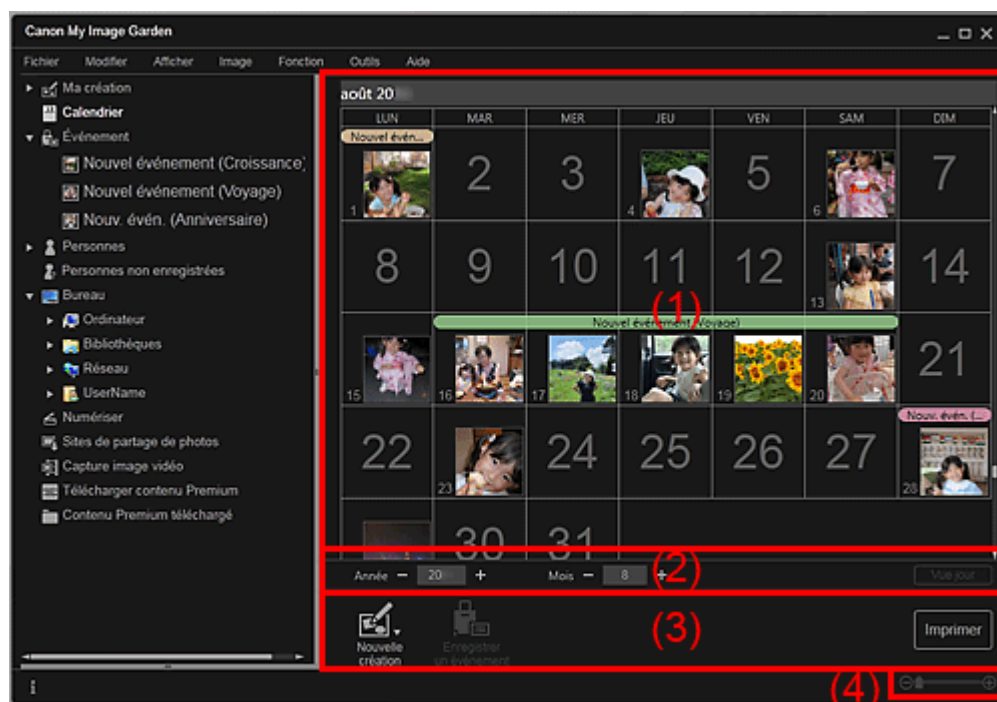 Canon My Image Garden
Fichier Modifier Afficher Image Fonction Outils Aide
Ma création
Calendrier
Événement
Nouvel événement (Croissance)
Nouvel événement (Voyage)
Nouv. évén. (Anniversaire)
Personnes
Personnes non enregistrées
Bureau
Ordinateur
Bibliothèques
Réseau
UserName
Numériser
Sites de partage de photos
Capture image vidéo
Télécharger contenu Premium
Contenu Premium téléchargé
août 20
LUN MAR MER JEU VEN SAM DIM
Nouvel évén...
1 2 3 4 5 6 7
8 9 10 11 12 13 14
(1)
Nouvel événement (Voyage)
15 16 17 18 19 20 21
Nouv. évén. (...
22 23 24 25 26 27 28
30 31
Année − 20 + Mois − 8 + (2) Vue jour
Nouvelle création
Enregistrer un événement
(3)
Imprimer
(4)